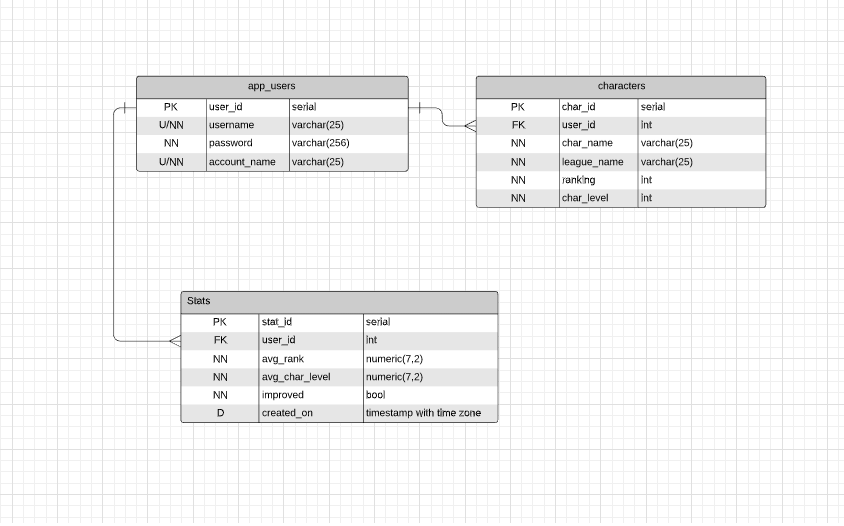 app_users
PK user_id serial
U/NN username varchar(25)
NN password varchar(256)
U/NN account_name varchar(25)
characters
PK char_id serial
FK user_id int
NN char_name varchar(25)
NN league_name varchar(25)
NN ranking int
NN char_level int
Stats
PK stat_id serial
FK user_id int
NN avg_rank numeric(7,2)
NN avg_char_level numeric(7,2)
NN improved bool
D created_on timestamp with time zone